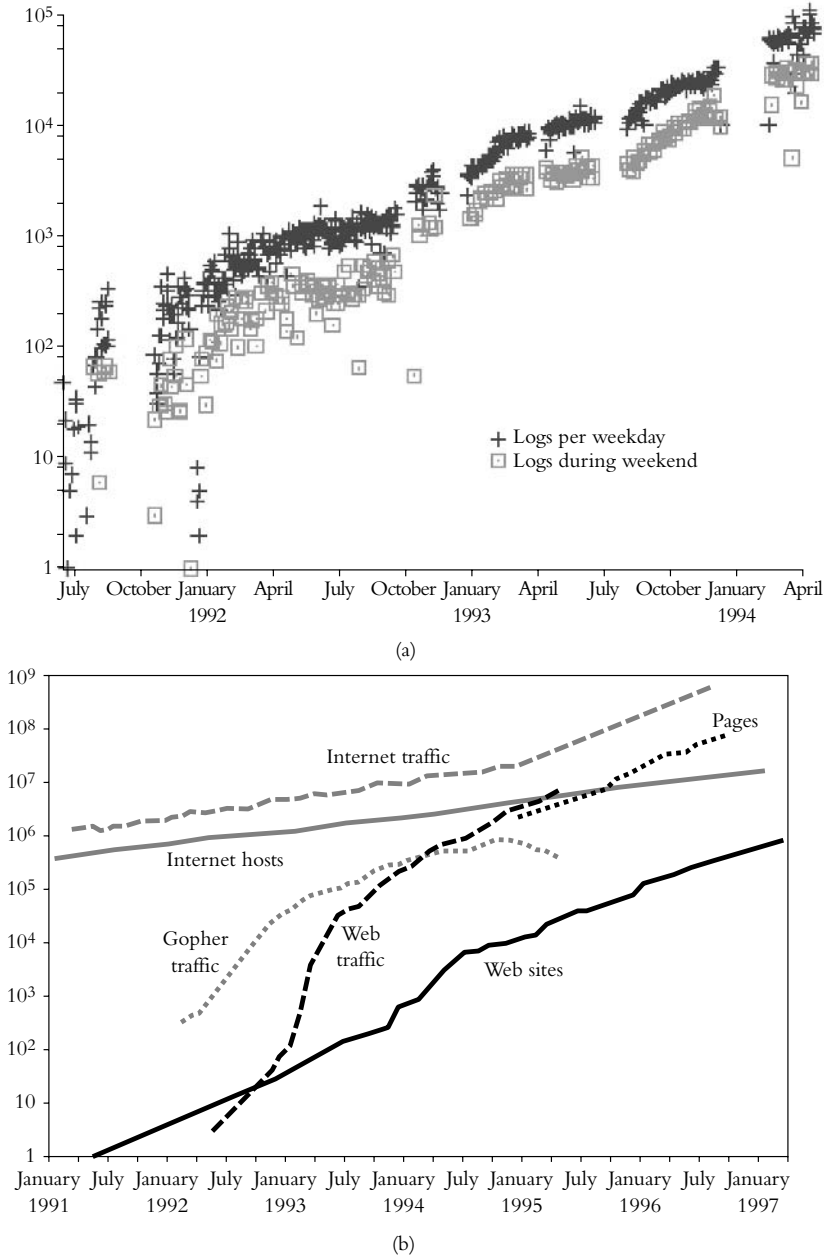 10⁵
10⁴
10³
10²
10
1
Logs per weekday
Logs during weekend
July October January April July October January April July October January April
1992 1993 1994
(a)
10⁹
10⁸
10⁷
10⁶
10⁵
10⁴
10³
10²
10
1
Pages
Internet traffic
Internet hosts
Gopher
traffic
Web
traffic
Web sites
January July January July January July January July January July January July January
1991 1992 1993 1994 1995 1996 1997
(b)